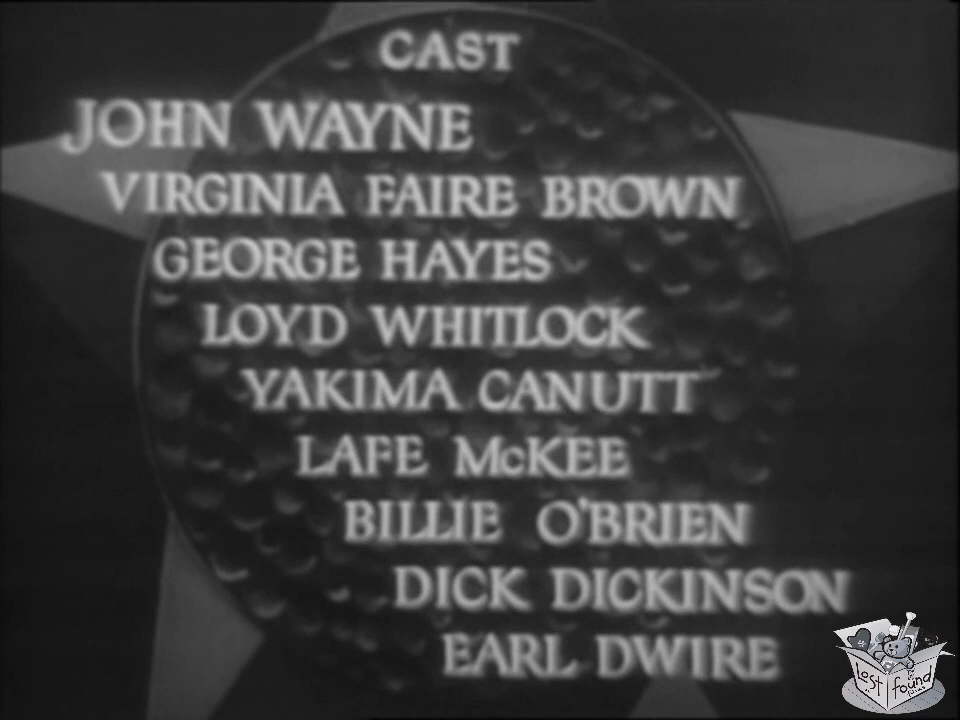 CAST
JOHN WAYNE
VIRGINIA FAIRE BROWN
GEORGE HAYES
LOYD WHITLOCK
YAKIMA CANUTT
LAFE McKEE
BILLIE O'BRIEN
DICK DICKINSON
EARL DWIRE
Lost found